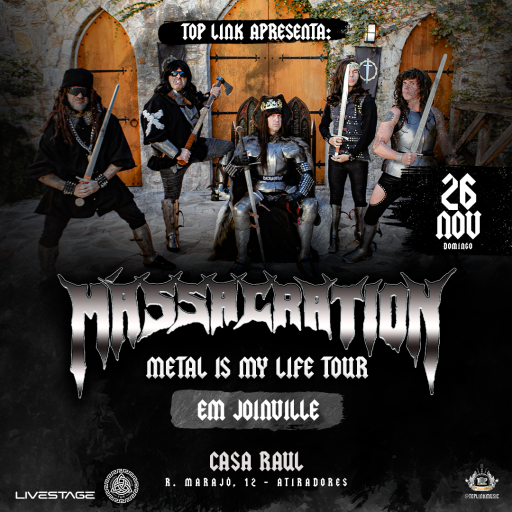 TOP LINK APRESENTA:
26
NOV
DOMINGO
MASSACRATION
METAL IS MY LIFE TOUR
EM JOINVILLE
CASA RAUL
R. MARAJÓ, 12 - ATIRADORES
LIVESTAGE
@TOPLINKMUSIC